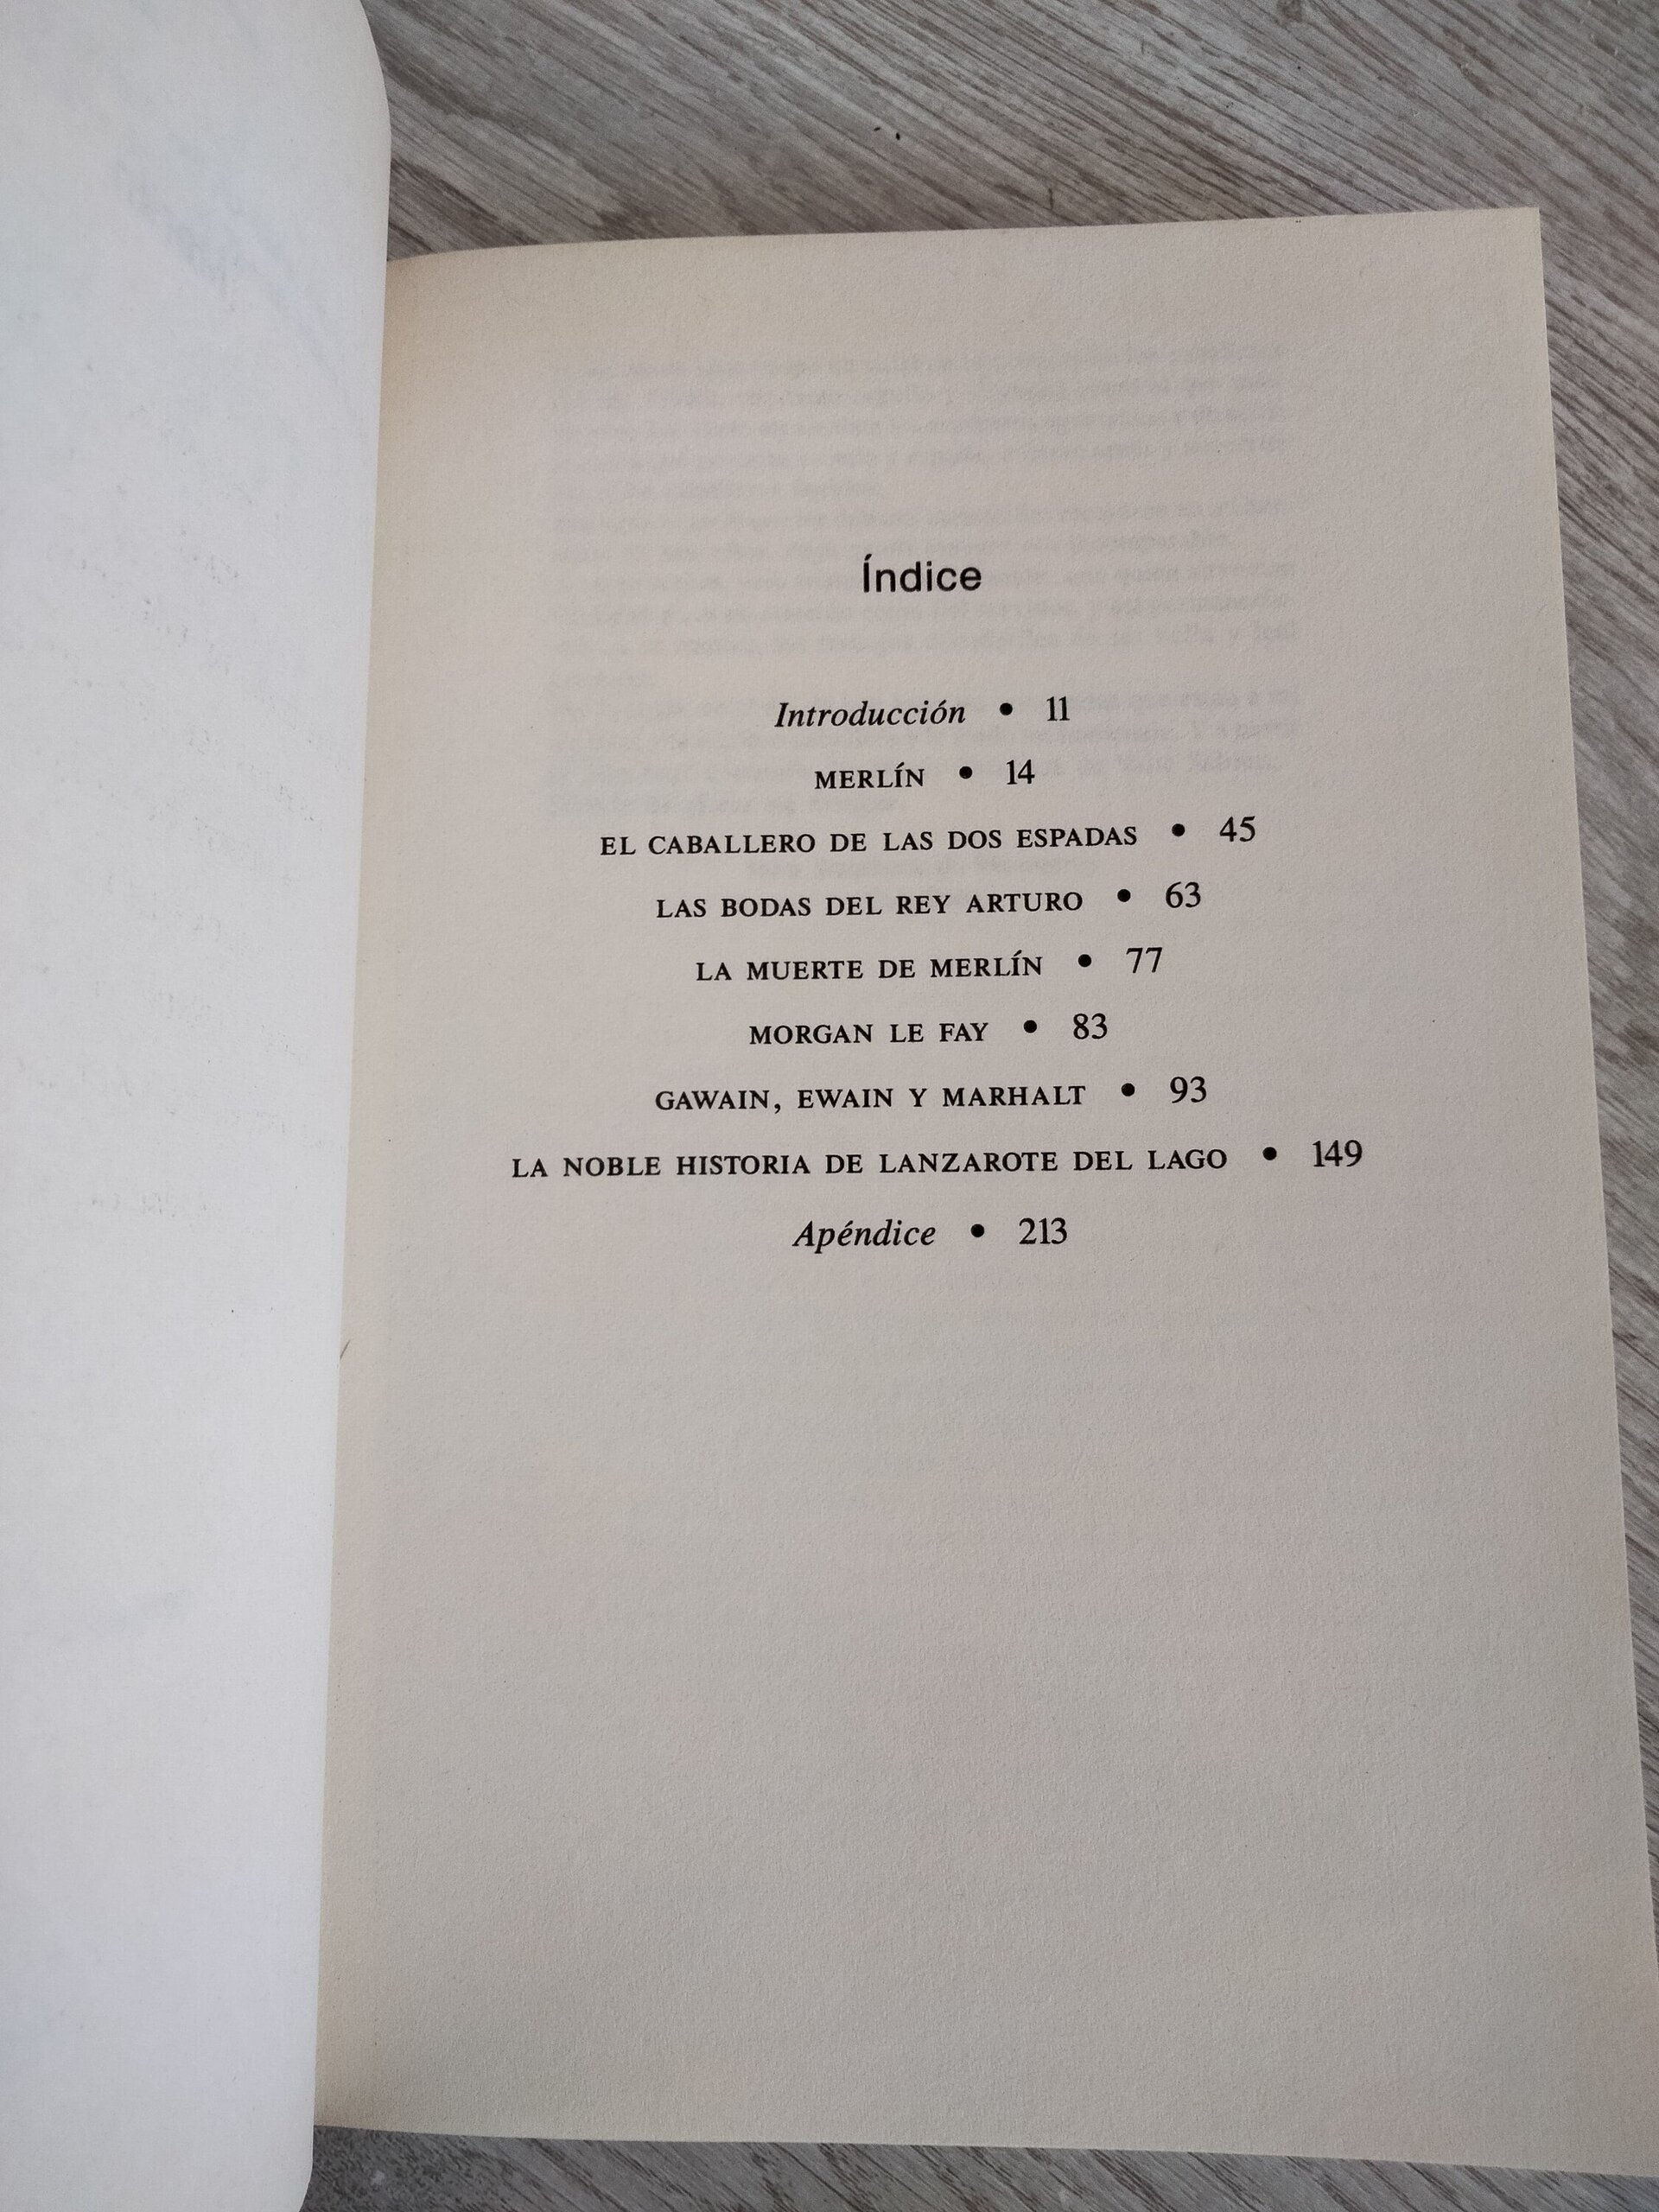 Índice
Introducción • 11
MERLÍN • 14
EL CABALLERO DE LAS DOS ESPADAS • 45
LAS BODAS DEL REY ARTURO • 63
LA MUERTE DE MERLÍN • 77
MORGAN LE FAY • 83
GAWAIN, EWAIN Y MARHALT • 93
LA NOBLE HISTORIA DE LANZAROTE DEL LAGO • 149
Apéndice • 213